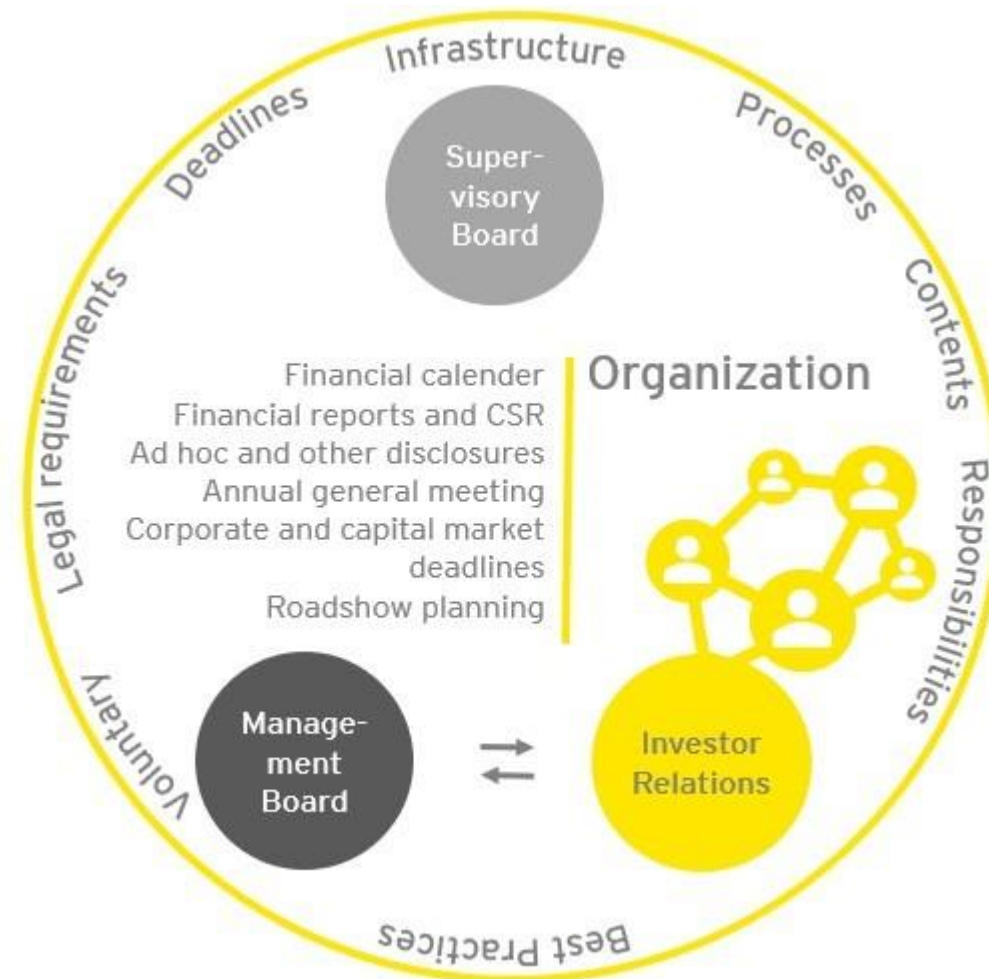 Infrastructure
Deadlines
Processes
Super-
visory
Board
Contents
Legal requirements
Financial calender
Financial reports and CSR
Ad hoc and other disclosures
Annual general meeting
Corporate and capital market
deadlines
Roadshow planning
Organization
Responsibilities
Voluntary
Manage-
ment
Board
Investor
Relations
Best Practices